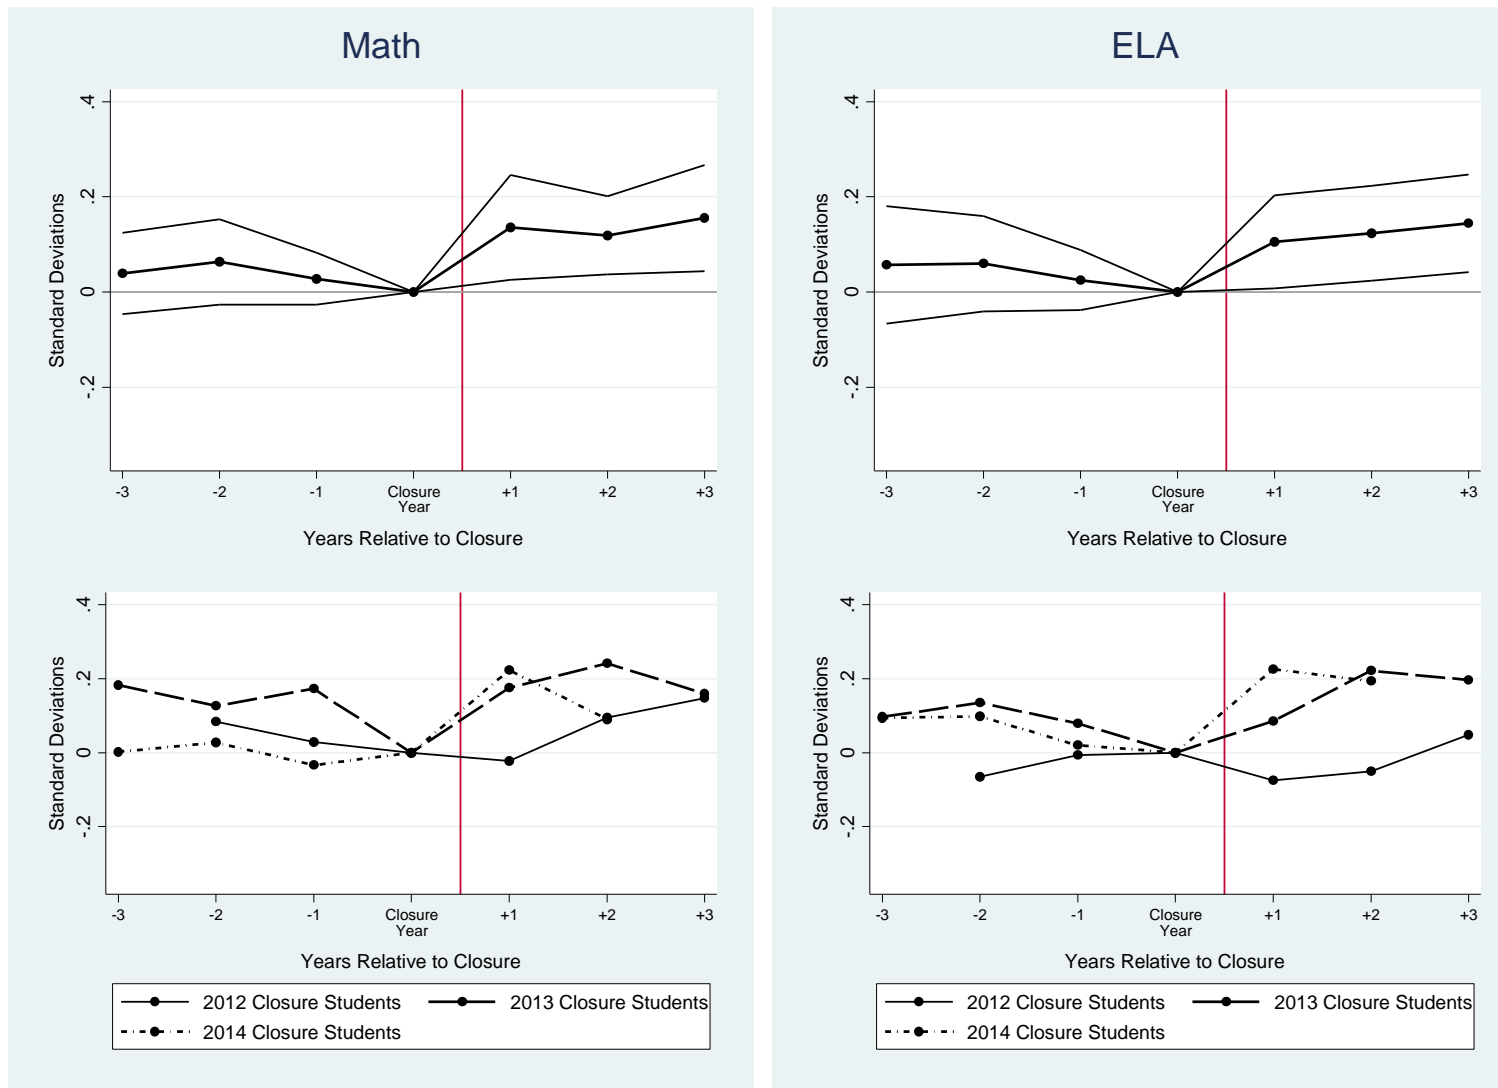 Math
Standard Deviations
.4
.2
0
-.2
-3
-2
-1
Closure
Year
+1
+2
+3
Years Relative to Closure
Standard Deviations
.4
.2
0
-.2
-3
-2
-1
Closure
Year
+1
+2
+3
Years Relative to Closure
2012 Closure Students
2013 Closure Students
2014 Closure Students
ELA
Standard Deviations
.4
.2
0
-.2
-3
-2
-1
Closure
Year
+1
+2
+3
Years Relative to Closure
Standard Deviations
.4
.2
0
-.2
-3
-2
-1
Closure
Year
+1
+2
+3
Years Relative to Closure
2012 Closure Students
2013 Closure Students
2014 Closure Students